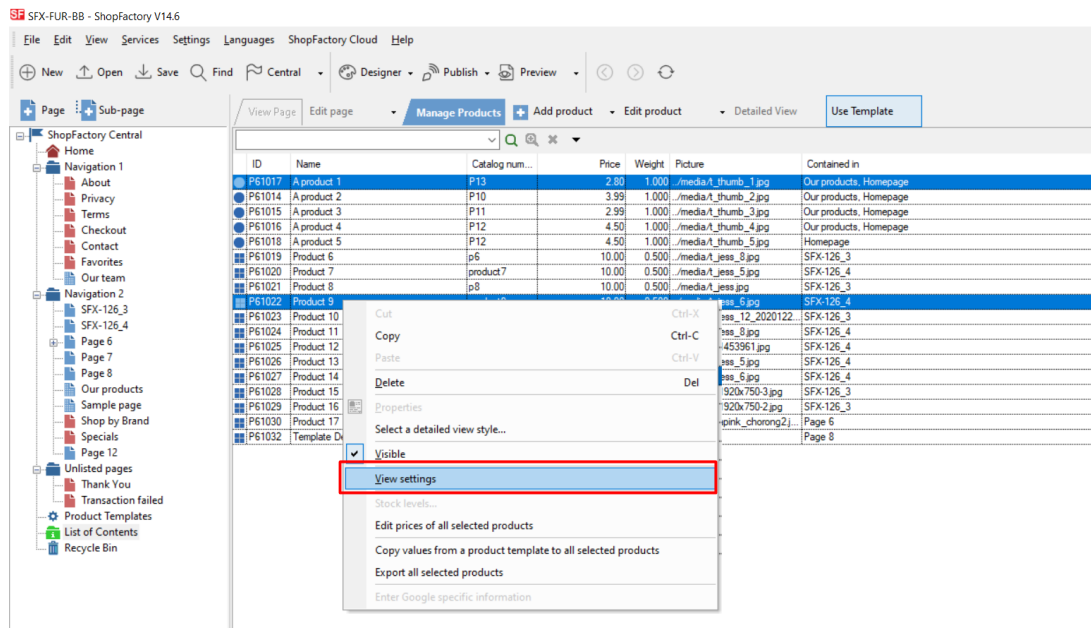 SF SFX-FUR-BB - ShopFactory V14.6
File Edit View Services Settings Languages ShopFactory Cloud Help
New Open Save Find Central Designer Publish Preview
Page Sub-page View Page Edit page Manage Products Add product Edit product Detailed View Use Template
ShopFactory Central
Home
Navigation 1
About
Privacy
Terms
Checkout
Contact
Favorites
Our team
Navigation 2
SFX-126_3
SFX-126_4
Page 6
Page 7
Page 8
Our products
Sample page
Shop by Brand
Specials
Page 12
Unlisted pages
Thank You
Transaction failed
Product Templates
List of Contents
Recycle Bin
ID Name Catalog num... Price Weight Picture Contained in
P61017 A product 1 P13 2.80 1.000 ../media/t_thumb_1.jpg Our products, Homepage
P61014 A product 2 P10 3.99 1.000 ../media/t_thumb_2.jpg Our products, Homepage
P61015 A product 3 P11 2.99 1.000 ../media/t_thumb_3.jpg Our products, Homepage
P61016 A product 4 P12 4.50 1.000 ../media/t_thumb_4.jpg Our products, Homepage
P61018 A product 5 P12 4.50 1.000 ../media/t_thumb_5.jpg Homepage
P61019 Product 6 p6 10.00 0.500 ../media/t_jess_8.jpg SFX-126_3
P61020 Product 7 product7 10.00 0.500 ../media/t_jess_5.jpg SFX-126_4
P61021 Product 8 p8 10.00 0.500 ../media/t_jess.jpg SFX-126_3
P61022 Product 9 ess_6.jpg SFX-126_4
P61023 Product 10 ess_12_2020122... SFX-126_3
P61024 Product 11 ess_8.jpg SFX-126_4
P61025 Product 12 453961.jpg SFX-126_4
P61026 Product 13 ess_5.jpg SFX-126_4
P61027 Product 14 ess_6.jpg SFX-126_4
P61028 Product 15 1920x750-3.jpg SFX-126_3
P61029 Product 16 1920x750-2.jpg SFX-126_3
P61030 Product 17 pink_chorong2.j... Page 6
P61032 Template De Page 8
Cut Ctrl-X
Copy Ctrl-C
Paste Ctrl-V
Delete Del
Properties
Select a detailed view style...
Visible
View settings
Stock levels...
Edit prices of all selected products
Copy values from a product template to all selected products
Export all selected products
Enter Google specific information